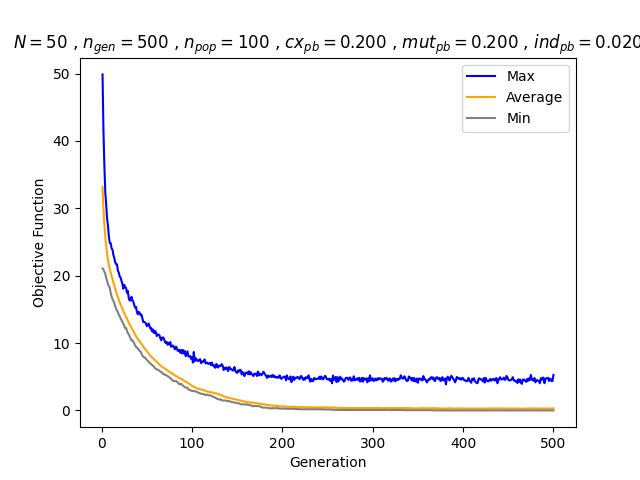 N = 50 , n_gen = 500 , n_pop = 100 , cx_pb = 0.200 , mut_pb = 0.200 , ind_pb = 0.020
50
40
30
20
10
0
Objective Function
Max
Average
Min
0 100 200 300 400 500
Generation